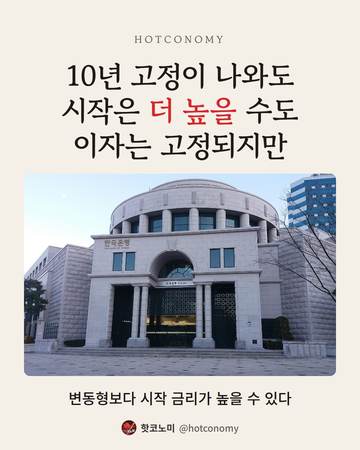 HOTCONOMY
10년 고정이 나와도
시작은 더 높을 수도
이자는 고정되지만
한국은행
변동형보다 시작 금리가 높을 수 있다
핫코노미 @hotconomy